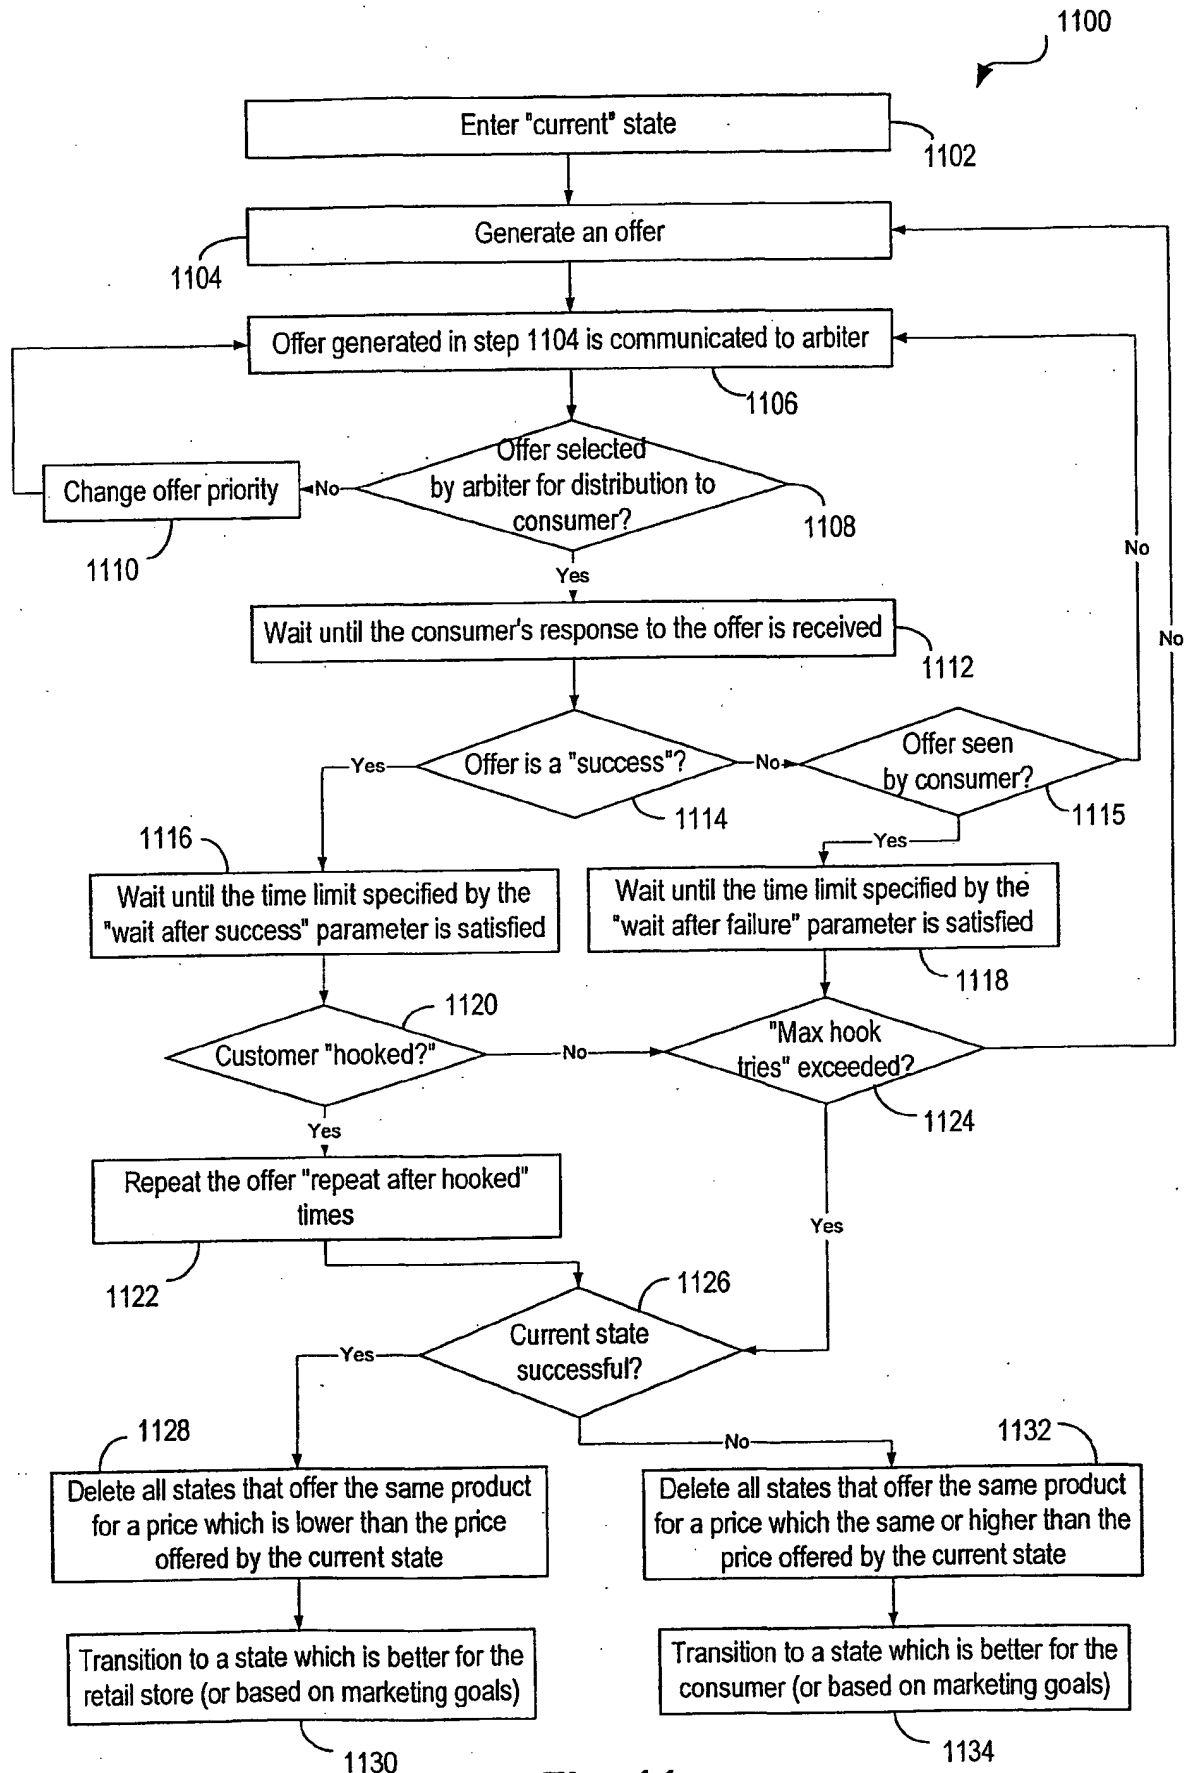 1100
Enter "current" state
1102
Generate an offer
1104
Offer generated in step 1104 is communicated to arbiter
1106
Offer selected
by arbiter for distribution to
consumer?
1108
No
Change offer priority
1110
Yes
No
Wait until the consumer's response to the offer is received
1112
No
Offer is a "success"?
1114
Yes
No
Offer seen
by consumer?
1115
Yes
1116
Wait until the time limit specified by the
"wait after success" parameter is satisfied
Wait until the time limit specified by the
"wait after failure" parameter is satisfied
1118
1120
Customer "hooked?"
No
"Max hook
tries" exceeded?
1124
Yes
Repeat the offer "repeat after hooked"
times
1122
Yes
1126
Current state
successful?
Yes
No
1128
Delete all states that offer the same product
for a price which is lower than the price
offered by the current state
1132
Delete all states that offer the same product
for a price which the same or higher than the
price offered by the current state
Transition to a state which is better for the
retail store (or based on marketing goals)
1130
Transition to a state which is better for the
consumer (or based on marketing goals)
1134